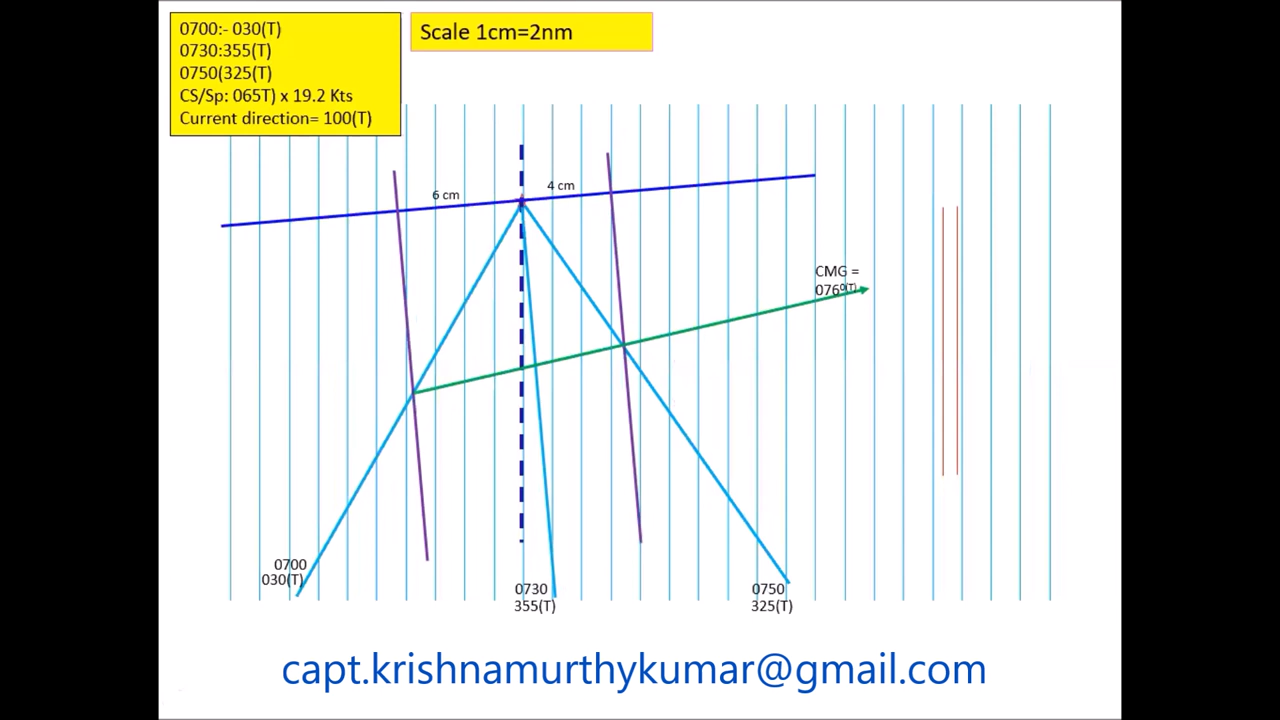 0700:- 030(T)
0730:355(T)
0750(325(T)
CS/Sp: 065T) x 19.2 Kts
Current direction= 100(T)
Scale 1cm=2nm
6 cm
4 cm
CMG =
076⁰(T)
0700
030(T)
0730
355(T)
0750
325(T)
capt.krishnamurthykumar@gmail.com